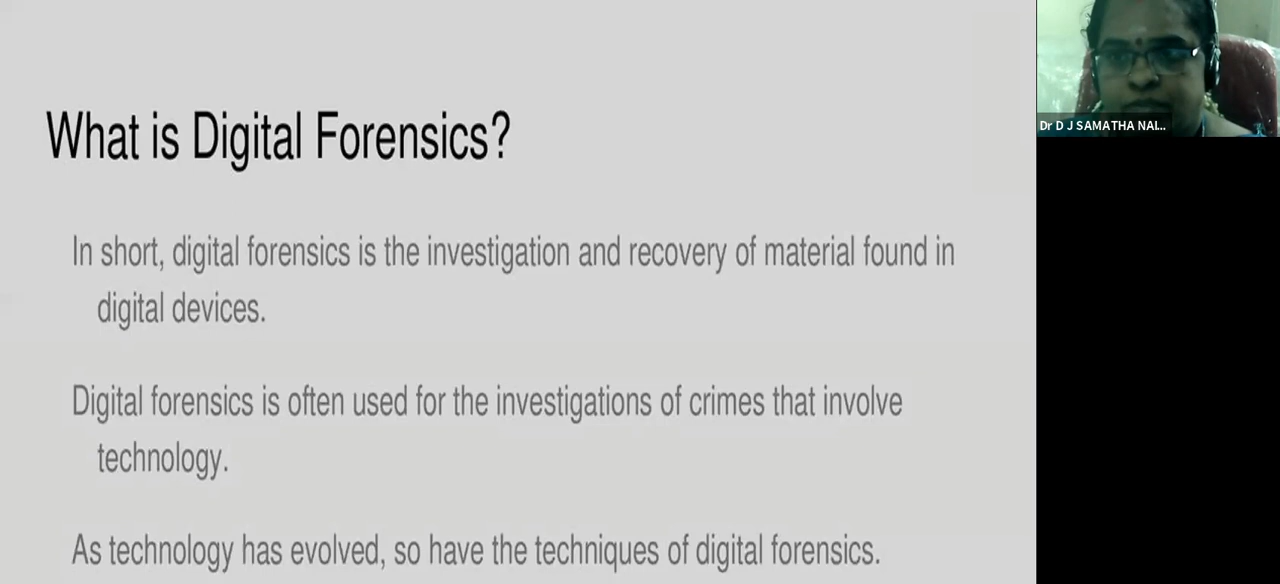 What is Digital Forensics?
In short, digital forensics is the investigation and recovery of material found in
digital devices.
Digital forensics is often used for the investigations of crimes that involve
technology.
As technology has evolved, so have the techniques of digital forensics.
Dr D J SAMATHA NAI...